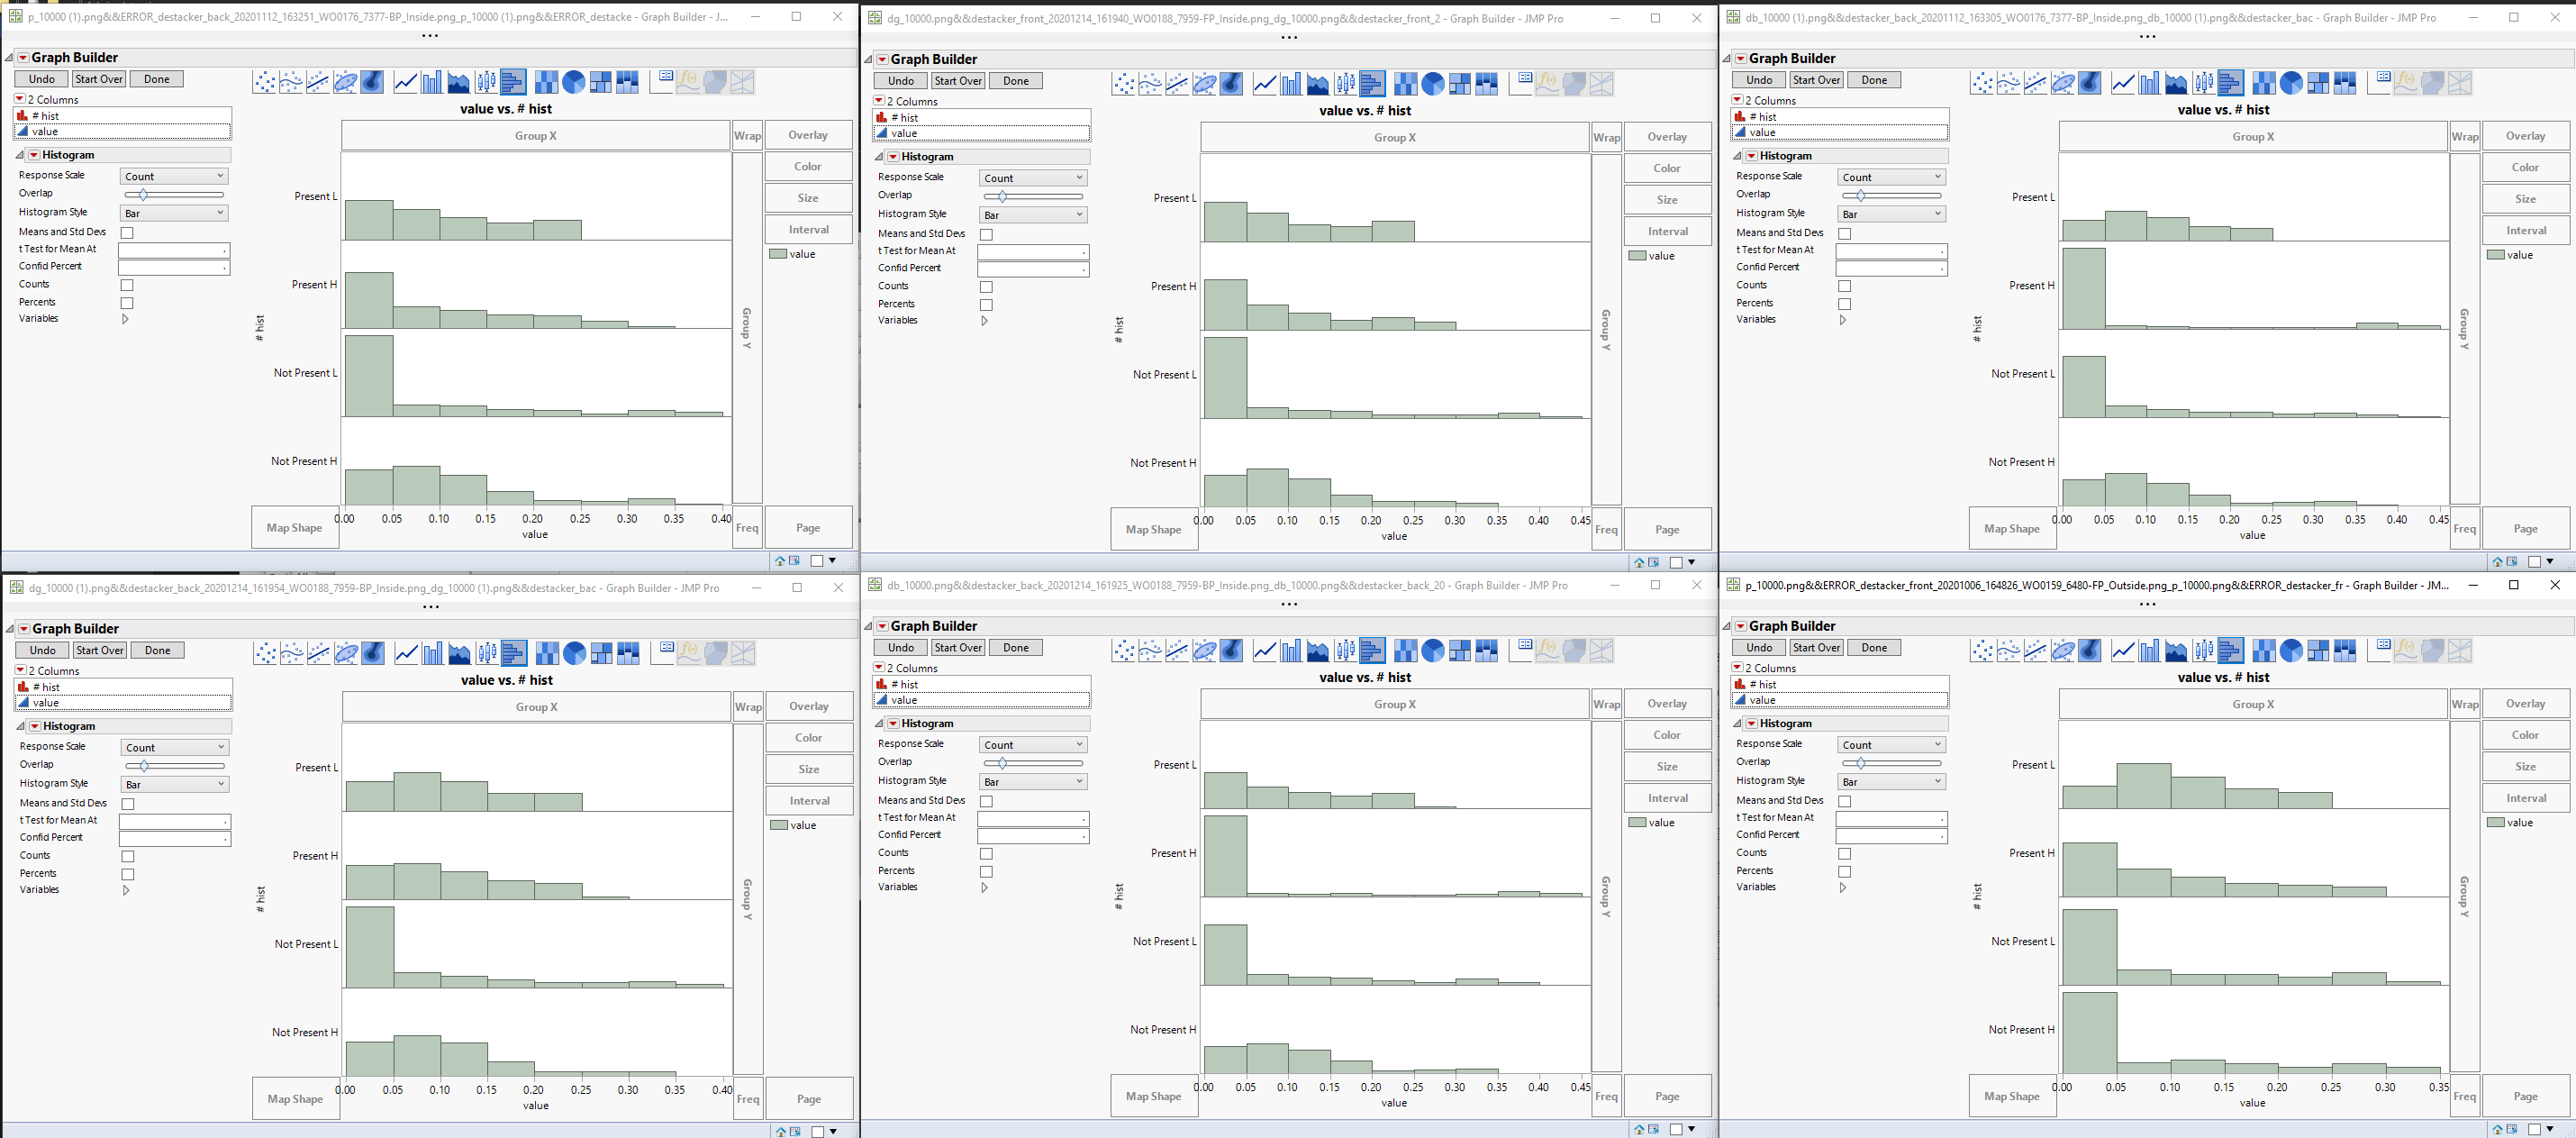 p_10000 (1).png&&ERROR_destacker_back_20201112_163251_WO0176_7377-BP_Inside.png_p_10000 (1).png&&ERROR_destacke - Graph Builder - J...
Graph Builder
Undo Start Over Done
2 Columns
# hist
value
Histogram
Response Scale Count
Overlap
Histogram Style Bar
Means and Std Devs
t Test for Mean At .
Confid Percent .
Counts
Percents
Variables
value vs. # hist
Group X
Wrap
Overlay
Color
Size
Interval
value
Present L
Present H
Not Present L
Not Present H
# hist
Group Y
Map Shape
0.00 0.05 0.10 0.15 0.20 0.25 0.30 0.35 0.40
value
Freq
Page
dg_10000.png&&destacker_front_20201214_161940_WO0188_7959-FP_Inside.png_dg_10000.png&&destacker_front_2 - Graph Builder - JMP Pro
Graph Builder
Undo Start Over Done
2 Columns
# hist
value
Histogram
Response Scale Count
Overlap
Histogram Style Bar
Means and Std Devs
t Test for Mean At .
Confid Percent .
Counts
Percents
Variables
value vs. # hist
Group X
Wrap
Overlay
Color
Size
Interval
value
Present L
Present H
Not Present L
Not Present H
# hist
Group Y
Map Shape
0.00 0.05 0.10 0.15 0.20 0.25 0.30 0.35 0.40 0.45
value
Freq
Page
db_10000 (1).png&&destacker_back_20201112_163305_WO0176_7377-BP_Inside.png_db_10000 (1).png&&destacker_bac - Graph Builder - JMP Pro
Graph Builder
Undo Start Over Done
2 Columns
# hist
value
Histogram
Response Scale Count
Overlap
Histogram Style Bar
Means and Std Devs
t Test for Mean At .
Confid Percent .
Counts
Percents
Variables
value vs. # hist
Group X
Wrap
Overlay
Color
Size
Interval
value
Present L
Present H
Not Present L
Not Present H
# hist
Group Y
Map Shape
0.00 0.05 0.10 0.15 0.20 0.25 0.30 0.35 0.40 0.45
value
Freq
Page
dg_10000 (1).png&&destacker_back_20201214_161954_WO0188_7959-BP_Inside.png_dg_10000 (1).png&&destacker_bac - Graph Builder - JMP Pro
Graph Builder
Undo Start Over Done
2 Columns
# hist
value
Histogram
Response Scale Count
Overlap
Histogram Style Bar
Means and Std Devs
t Test for Mean At .
Confid Percent .
Counts
Percents
Variables
value vs. # hist
Group X
Wrap
Overlay
Color
Size
Interval
value
Present L
Present H
Not Present L
Not Present H
# hist
Group Y
Map Shape
0.00 0.05 0.10 0.15 0.20 0.25 0.30 0.35 0.40
value
Freq
Page
db_10000.png&&destacker_back_20201214_161925_WO0188_7959-BP_Inside.png_db_10000.png&&destacker_back_20 - Graph Builder - JMP Pro
Graph Builder
Undo Start Over Done
2 Columns
# hist
value
Histogram
Response Scale Count
Overlap
Histogram Style Bar
Means and Std Devs
t Test for Mean At .
Confid Percent .
Counts
Percents
Variables
value vs. # hist
Group X
Wrap
Overlay
Color
Size
Interval
value
Present L
Present H
Not Present L
Not Present H
# hist
Group Y
Map Shape
0.00 0.05 0.10 0.15 0.20 0.25 0.30 0.35 0.40 0.45
value
Freq
Page
p_10000.png&&ERROR_destacker_front_20201006_164826_WO0159_6480-FP_Outside.png_p_10000.png&&ERROR_destacker_fr - Graph Builder - JM...
Graph Builder
Undo Start Over Done
2 Columns
# hist
value
Histogram
Response Scale Count
Overlap
Histogram Style Bar
Means and Std Devs
t Test for Mean At .
Confid Percent .
Counts
Percents
Variables
value vs. # hist
Group X
Wrap
Overlay
Color
Size
Interval
value
Present L
Present H
Not Present L
Not Present H
# hist
Group Y
Map Shape
0.00 0.05 0.10 0.15 0.20 0.25 0.30 0.35
value
Freq
Page